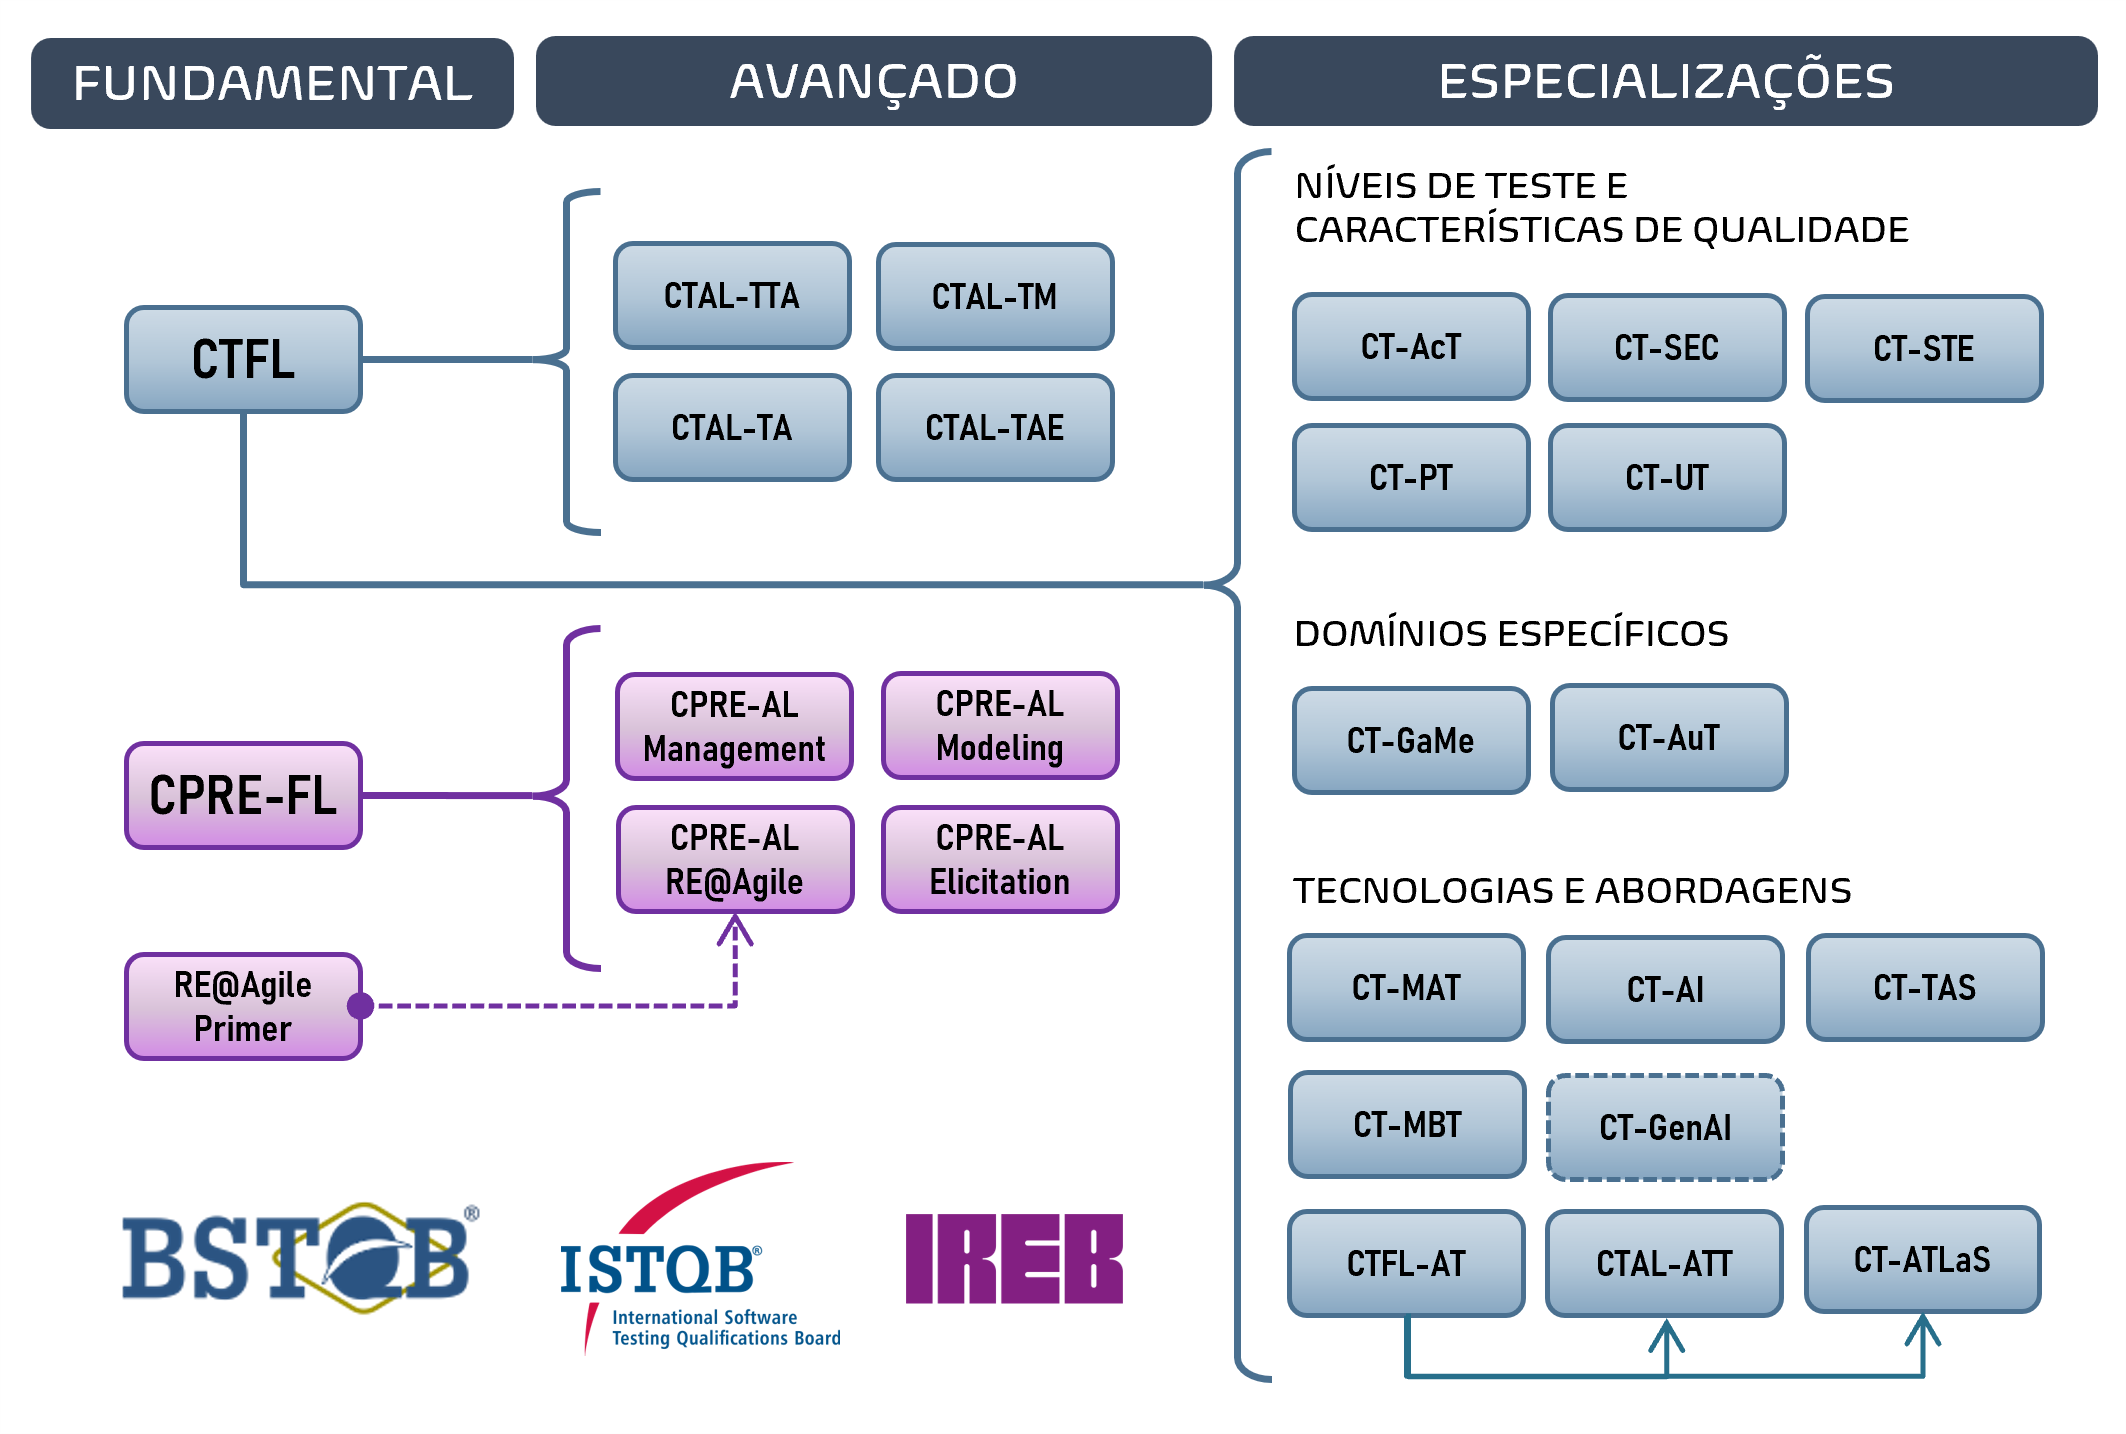 FUNDAMENTAL
AVANÇADO
ESPECIALIZAÇÕES
CTFL
CTAL-TTA
CTAL-TM
CTAL-TA
CTAL-TAE
NÍVEIS DE TESTE E
CARACTERÍSTICAS DE QUALIDADE
CT-AcT
CT-SEC
CT-STE
CT-PT
CT-UT
CPRE-FL
CPRE-AL
Management
CPRE-AL
Modeling
CPRE-AL
RE@Agile
CPRE-AL
Elicitation
RE@Agile
Primer
DOMÍNIOS ESPECÍFICOS
CT-GaMe
CT-AuT
TECNOLOGIAS E ABORDAGENS
CT-MAT
CT-AI
CT-TAS
CT-MBT
CT-GenAI
CTFL-AT
CTAL-ATT
CT-ATLaS
BSTQB®
ISTQB®
International Software
Testing Qualifications Board
IREB